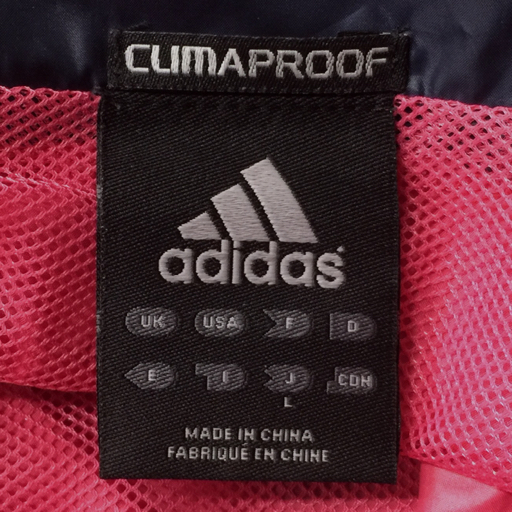 CLIMAPROOF
adidas
UK USA F D
E I J CDN
L
MADE IN CHINA
FABRIQUÉ EN CHINE